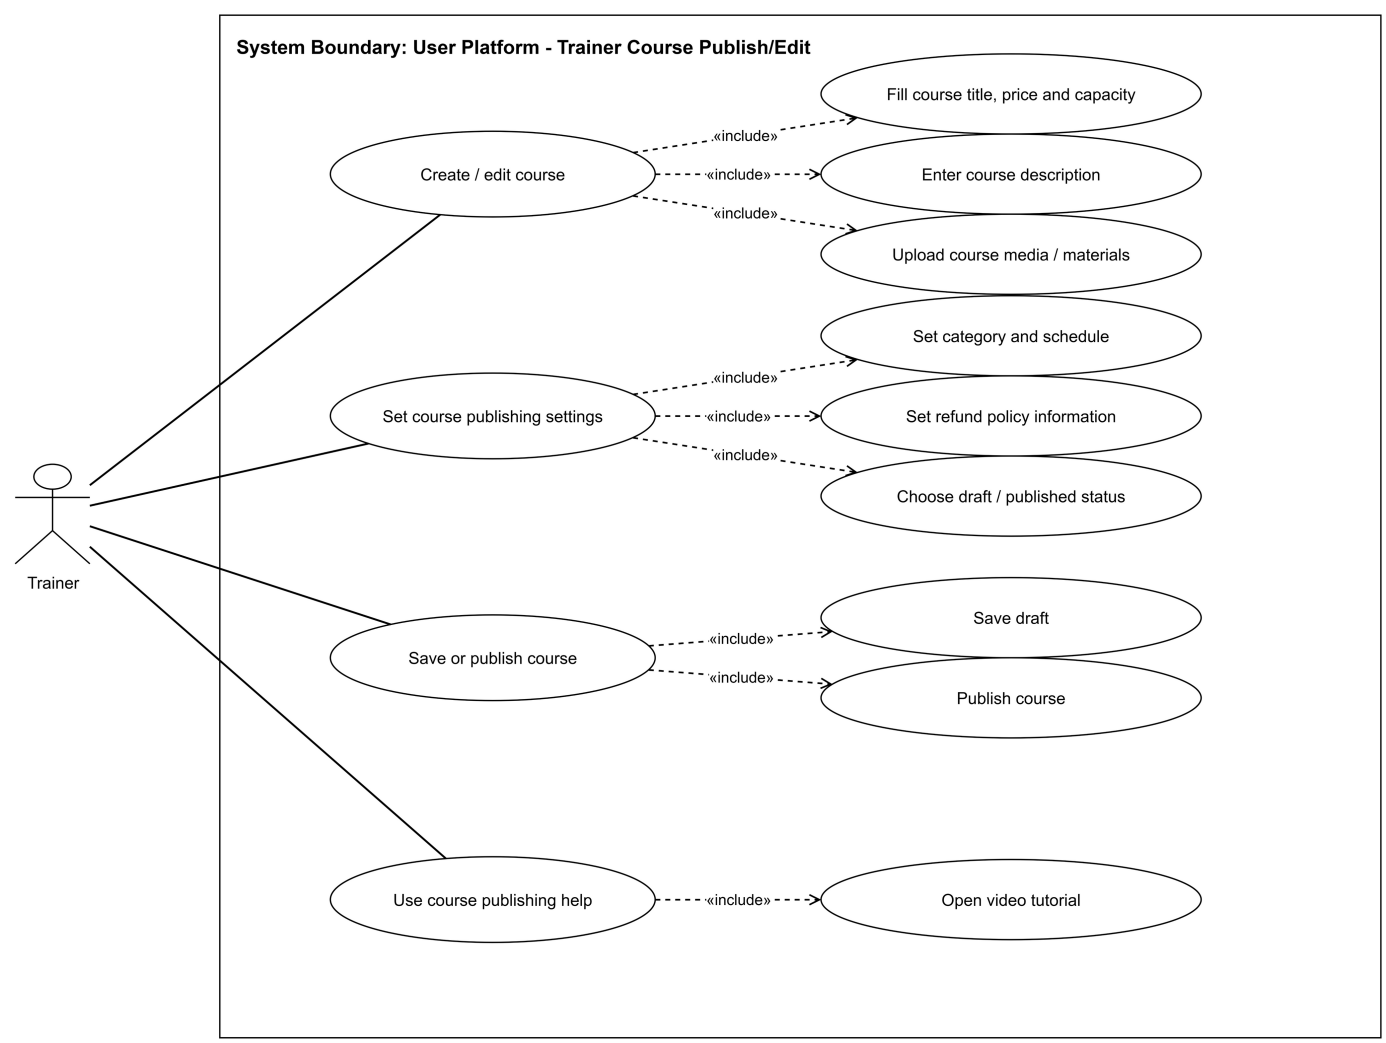 System Boundary: User Platform - Trainer Course Publish/Edit
Fill course title, price and capacity
«include»
Create / edit course
«include»
Enter course description
«include»
Upload course media / materials
Set category and schedule
«include»
Set course publishing settings
«include»
Set refund policy information
«include»
Choose draft / published status
Trainer
Save draft
«include»
Save or publish course
«include»
Publish course
Use course publishing help
«include»
Open video tutorial